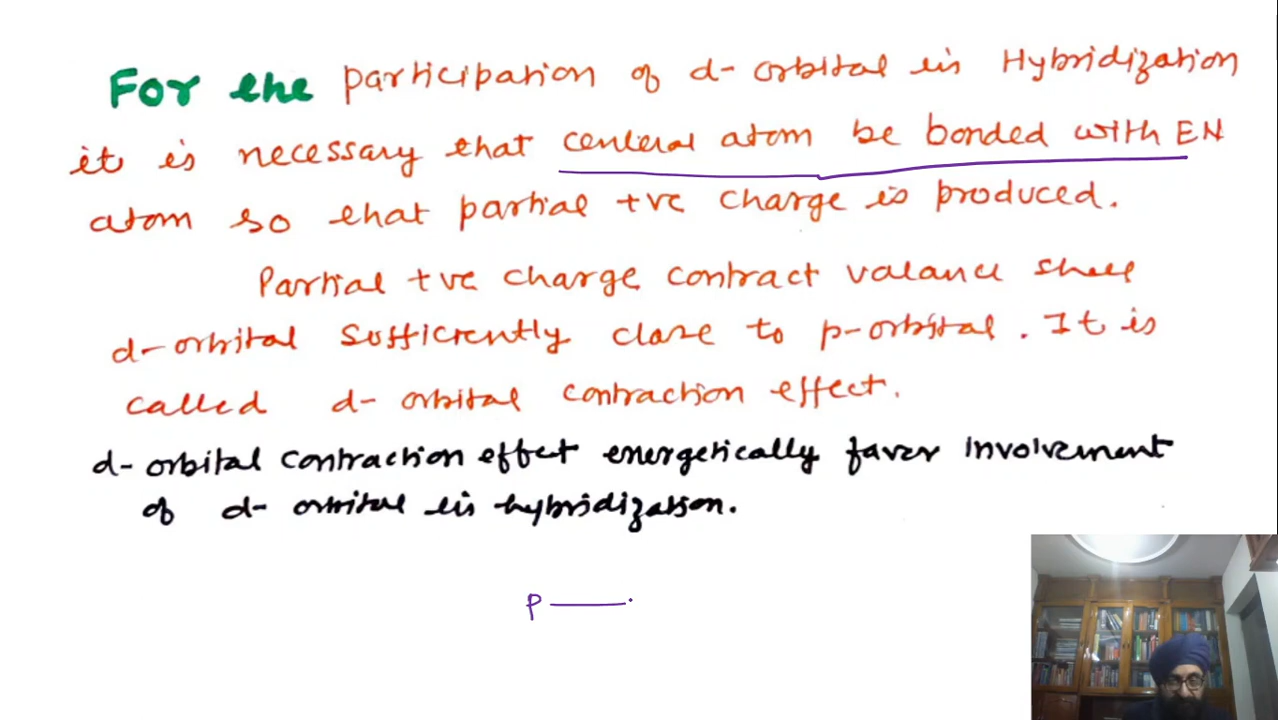 For the participation of d- orbital in Hybridization
it is necessary that central atom be bonded with EN
atom so that partial +ve charge is produced.
Partial +ve charge contract valance shell
d-orbital sufficiently close to p-orbital. It is
called d- orbital contraction effect.
d- orbital contraction effect energetically faver involvement
of d- orbital in hybridization.
P